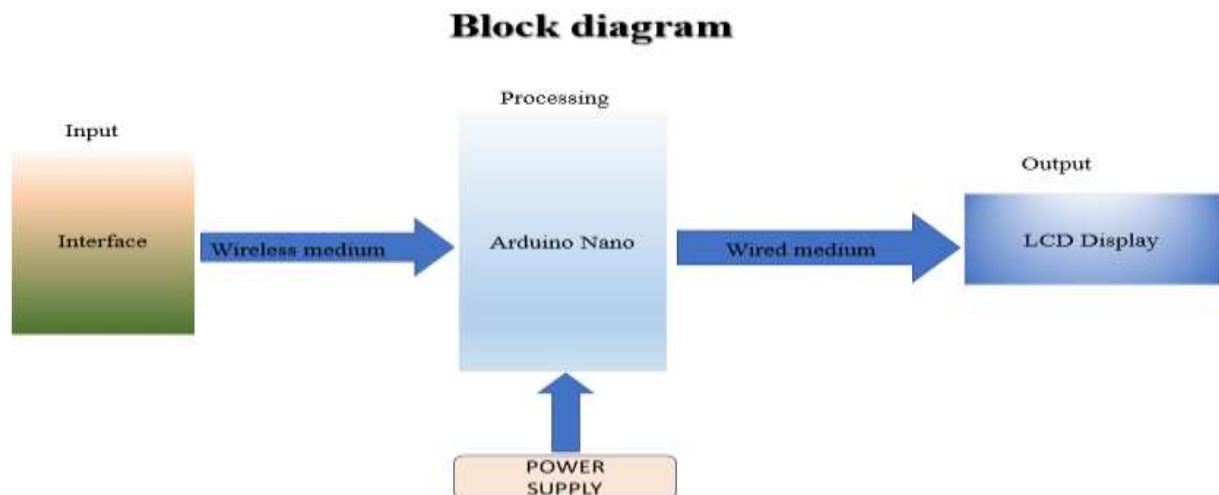 Block diagram
Processing
Input
Output
Interface
Wireless medium
Arduino Nano
Wired medium
LCD Display
POWER
SUPPLY